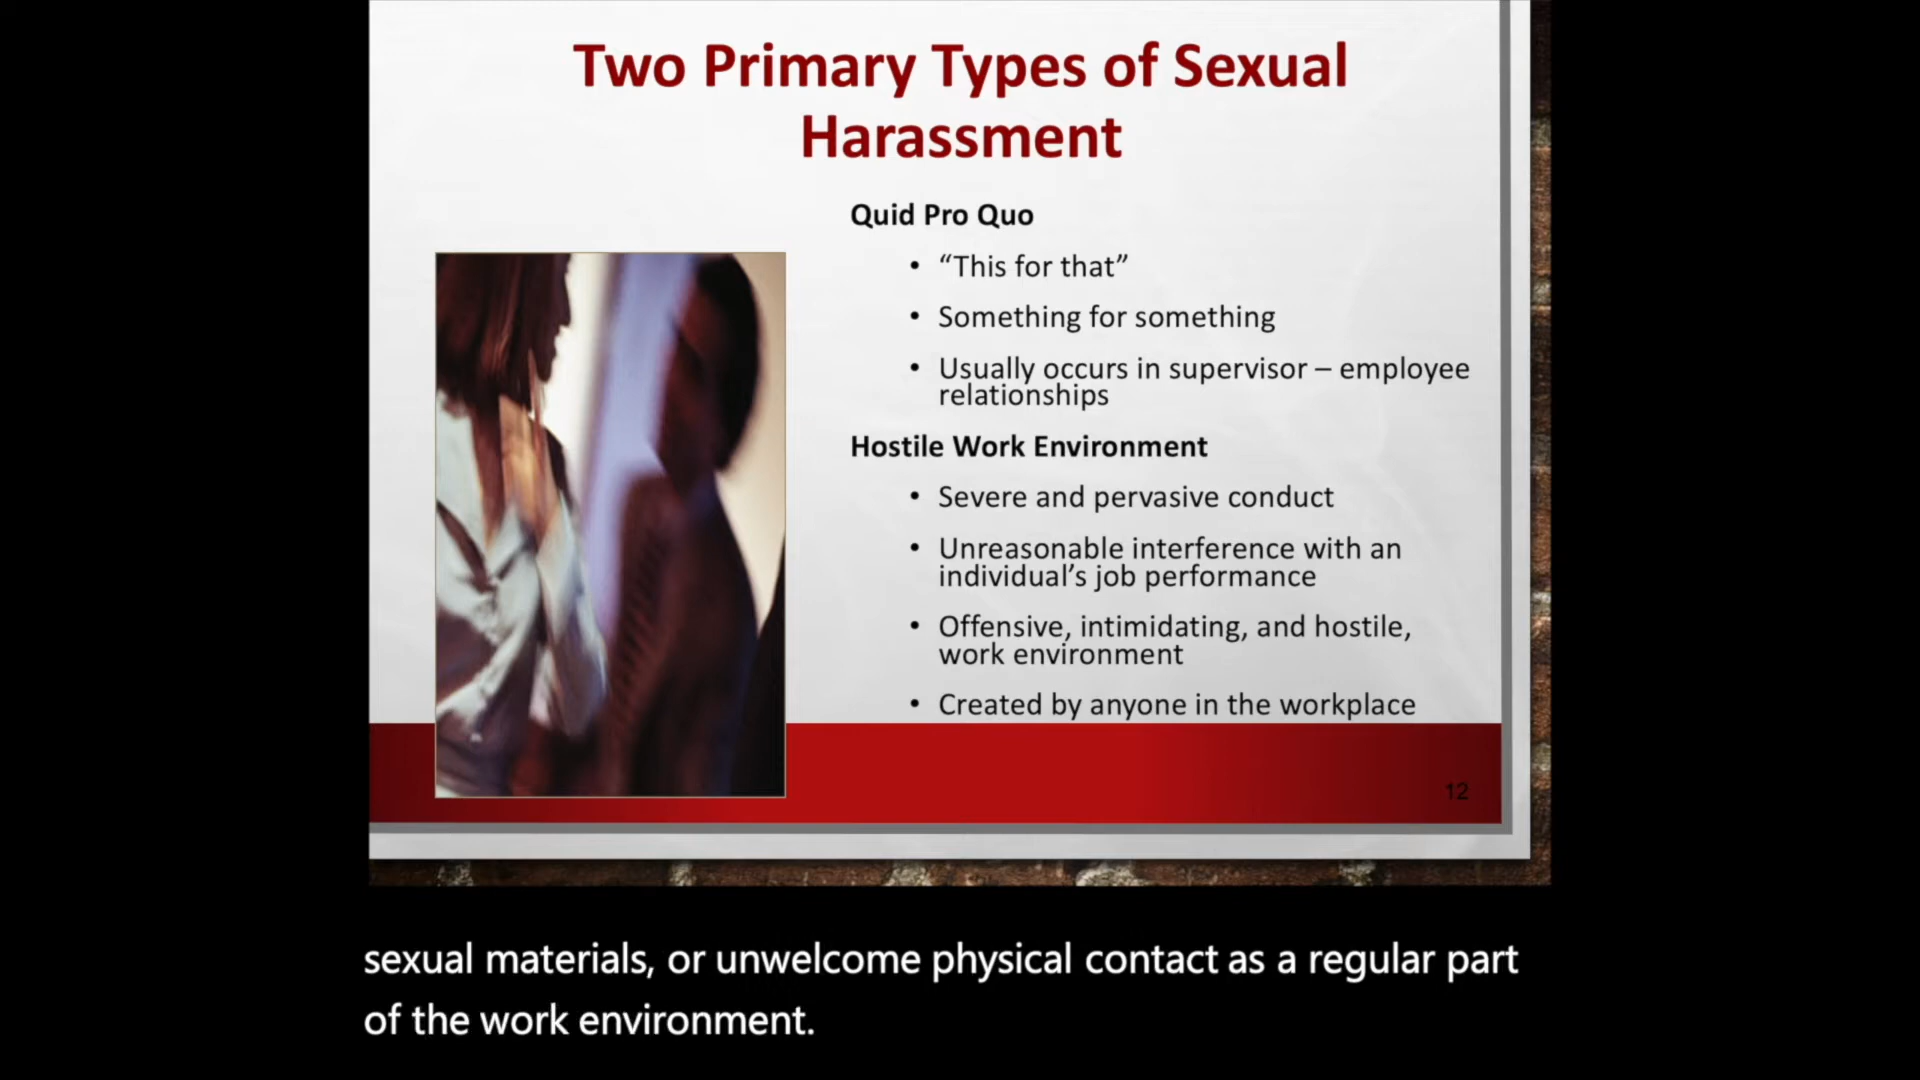 Two Primary Types of Sexual
Harassment
Quid Pro Quo
• “This for that”
• Something for something
• Usually occurs in supervisor – employee
relationships
Hostile Work Environment
• Severe and pervasive conduct
• Unreasonable interference with an
individual’s job performance
• Offensive, intimidating, and hostile,
work environment
• Created by anyone in the workplace
12
sexual materials, or unwelcome physical contact as a regular part
of the work environment.